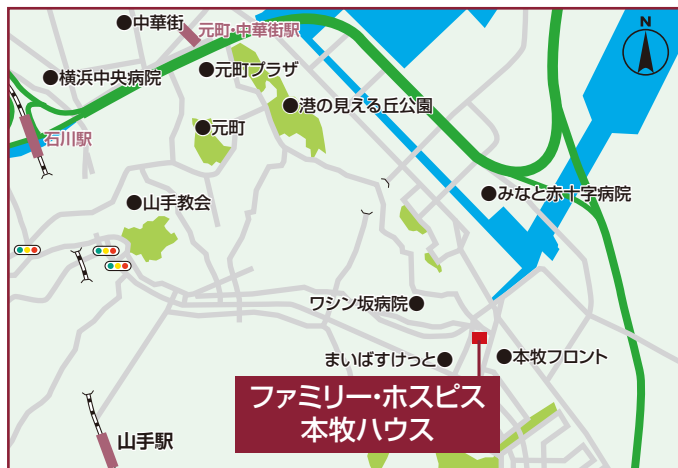 中華街
元町・中華街駅
N
横浜中央病院
元町プラザ
港の見える丘公園
石川駅
元町
みなと赤十字病院
山手教会
ワシン坂病院
まいばすけっと
本牧フロント
ファミリー・ホスピス
本牧ハウス
山手駅